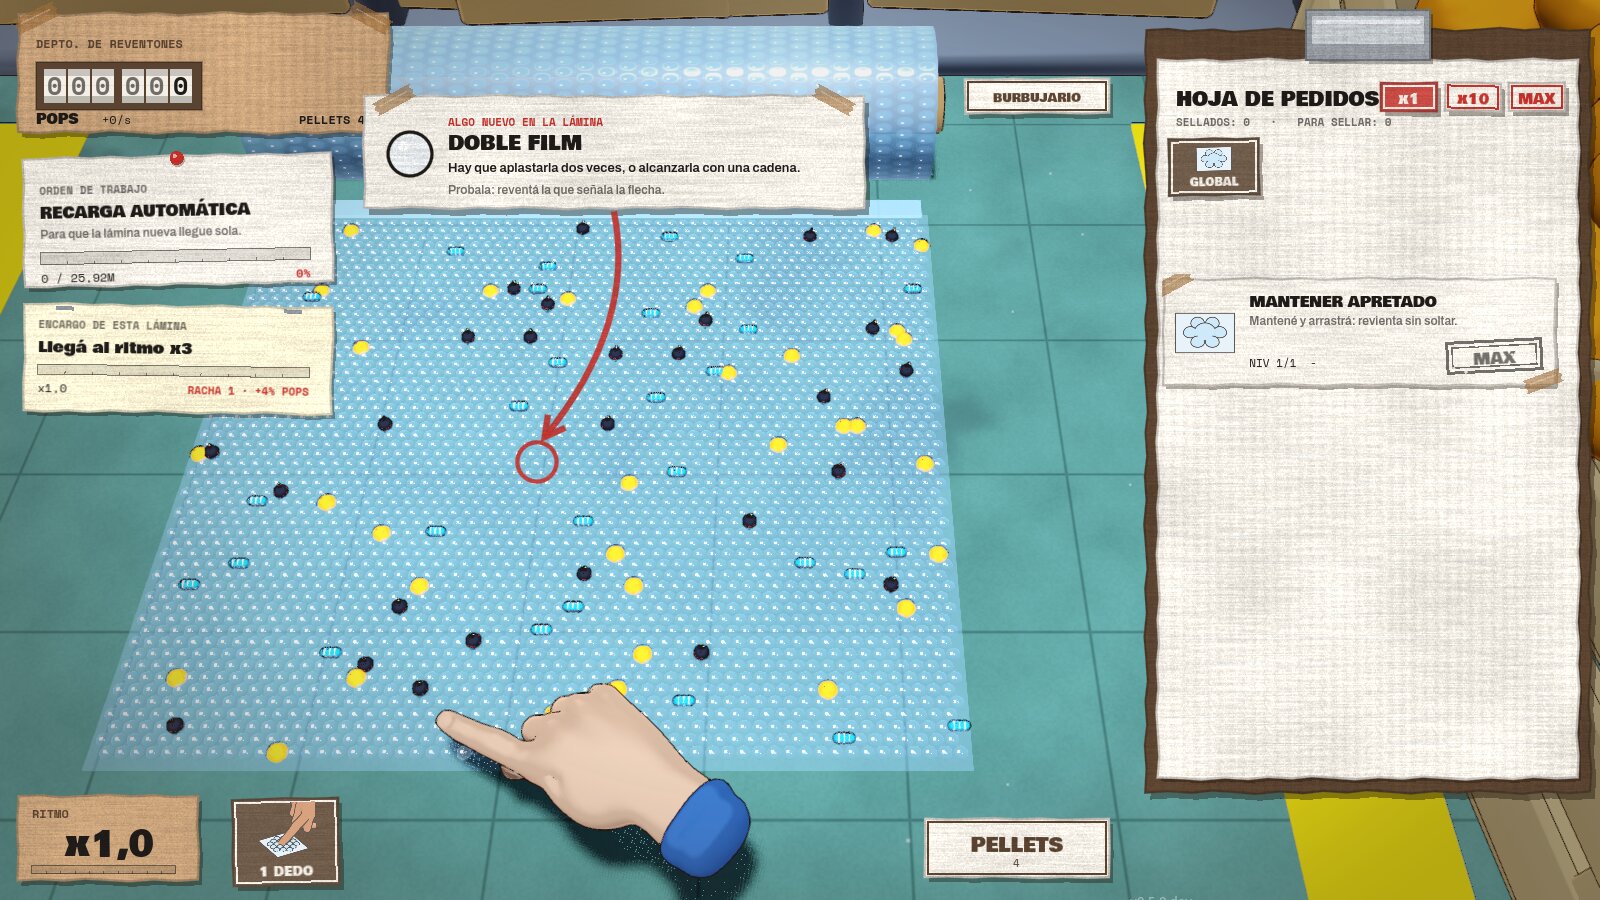 DEPTO. DE REVENTONES
000 000
POPS +0/s PELLETS 4
ORDEN DE TRABAJO
RECARGA AUTOMÁTICA
Para que la lámina nueva llegue sola.
0 / 25.92M 0%
ENCARGO DE ESTA LÁMINA
Llegá al ritmo x3
x1,0 RACHA 1 · +4% POPS
ALGO NUEVO EN LA LÁMINA
DOBLE FILM
Hay que aplastarla dos veces, o alcanzarla con una cadena.
Probala: reventá la que señala la flecha.
BURBUJARIO
HOJA DE PEDIDOS x1 x10 MAX
SELLADOS: 0 · PARA SELLAR: 0
GLOBAL
MANTENER APRETADO
Mantené y arrastrá: revienta sin soltar.
NIV 1/1 -
MAX
RITMO
x1,0
1 DEDO
PELLETS
4